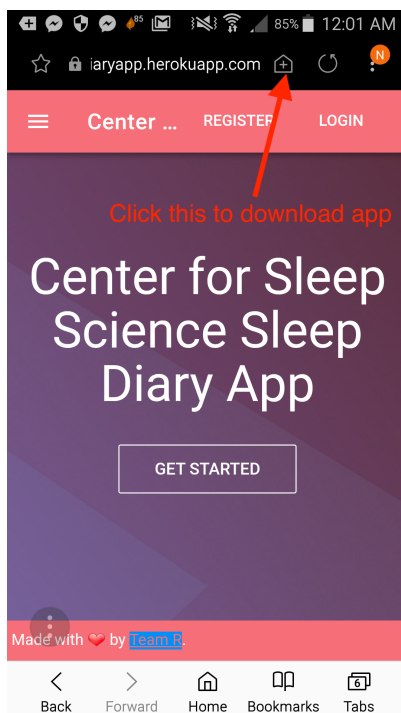 85
85% 12:01 AM
iaryapp.herokuapp.com
N
Center ... REGISTER LOGIN
Click this to download app
Center for Sleep
Science Sleep
Diary App
GET STARTED
Made with ❤ by Team R.
6
Back Forward Home Bookmarks Tabs